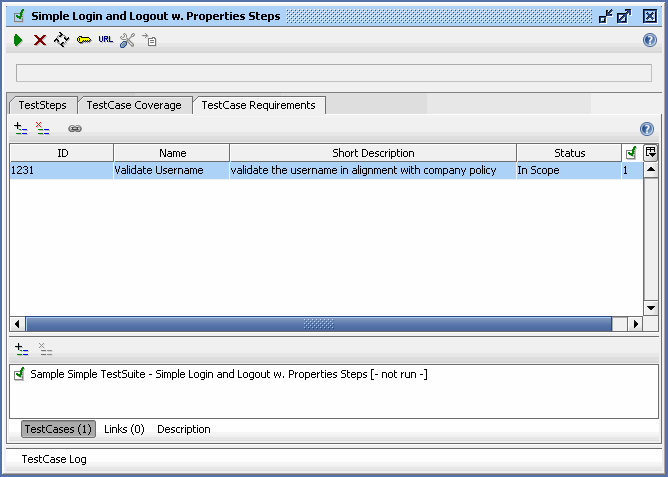 Simple Login and Logout w. Properties Steps
URL
TestSteps TestCase Coverage TestCase Requirements
ID Name Short Description Status
1231 Validate Username validate the username in alignment with company policy In Scope 1
Sample Simple TestSuite - Simple Login and Logout w. Properties Steps [- not run -]
TestCases (1) Links (0) Description
TestCase Log